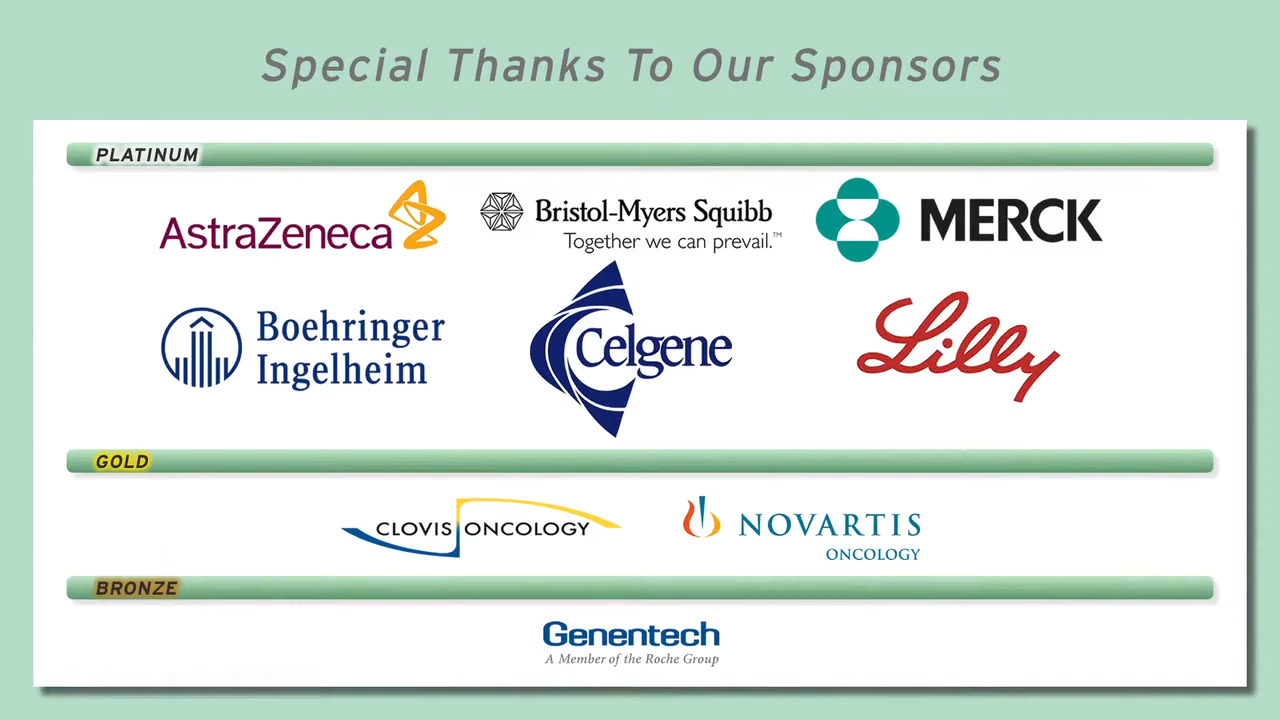 Special Thanks To Our Sponsors
PLATINUM
AstraZeneca
Bristol-Myers Squibb
Together we can prevail.™
MERCK
Boehringer
Ingelheim
Celgene
Lilly
GOLD
CLOVIS ONCOLOGY
NOVARTIS
ONCOLOGY
BRONZE
Genentech
A Member of the Roche Group